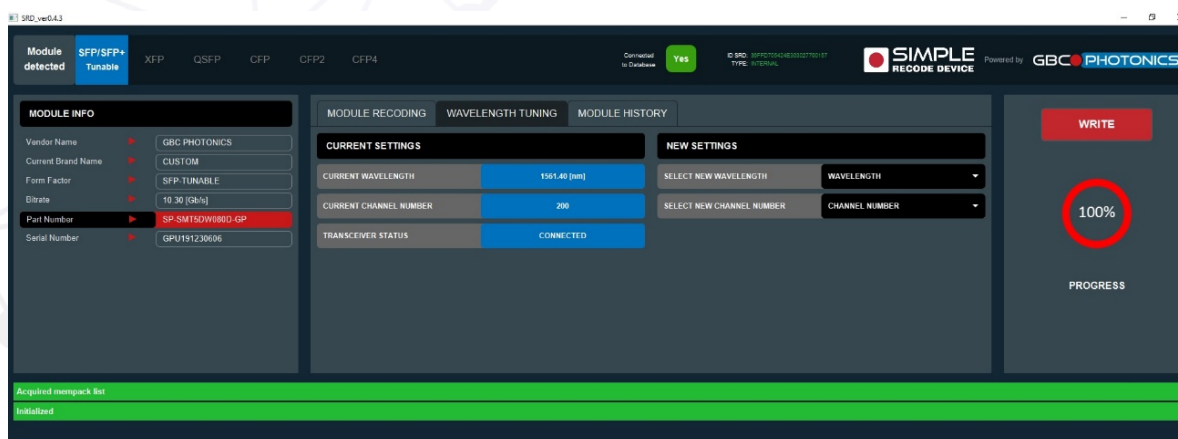 SRD_ver0.4.3
Module detected
SFP/SFP+ Tunable
XFP
QSFP
CFP
CFP2
CFP4
Connected to Database
Yes
ID SRD:
TYPE: INTERNAL
SIMPLE RECODE DEVICE
Powered by GBC PHOTONICS
MODULE INFO
Vendor Name GBC PHOTONICS
Current Brand Name CUSTOM
Form Factor SFP-TUNABLE
Bitrate 10.30 [Gb/s]
Part Number SP-SMT5DW080D-GP
Serial Number GPU191230606
MODULE RECODING WAVELENGTH TUNING MODULE HISTORY
CURRENT SETTINGS
CURRENT WAVELENGTH 1561.40 [nm]
CURRENT CHANNEL NUMBER 200
TRANSCEIVER STATUS CONNECTED
NEW SETTINGS
SELECT NEW WAVELENGTH WAVELENGTH
SELECT NEW CHANNEL NUMBER CHANNEL NUMBER
WRITE
100%
PROGRESS
Acquired mempack list
Initialized